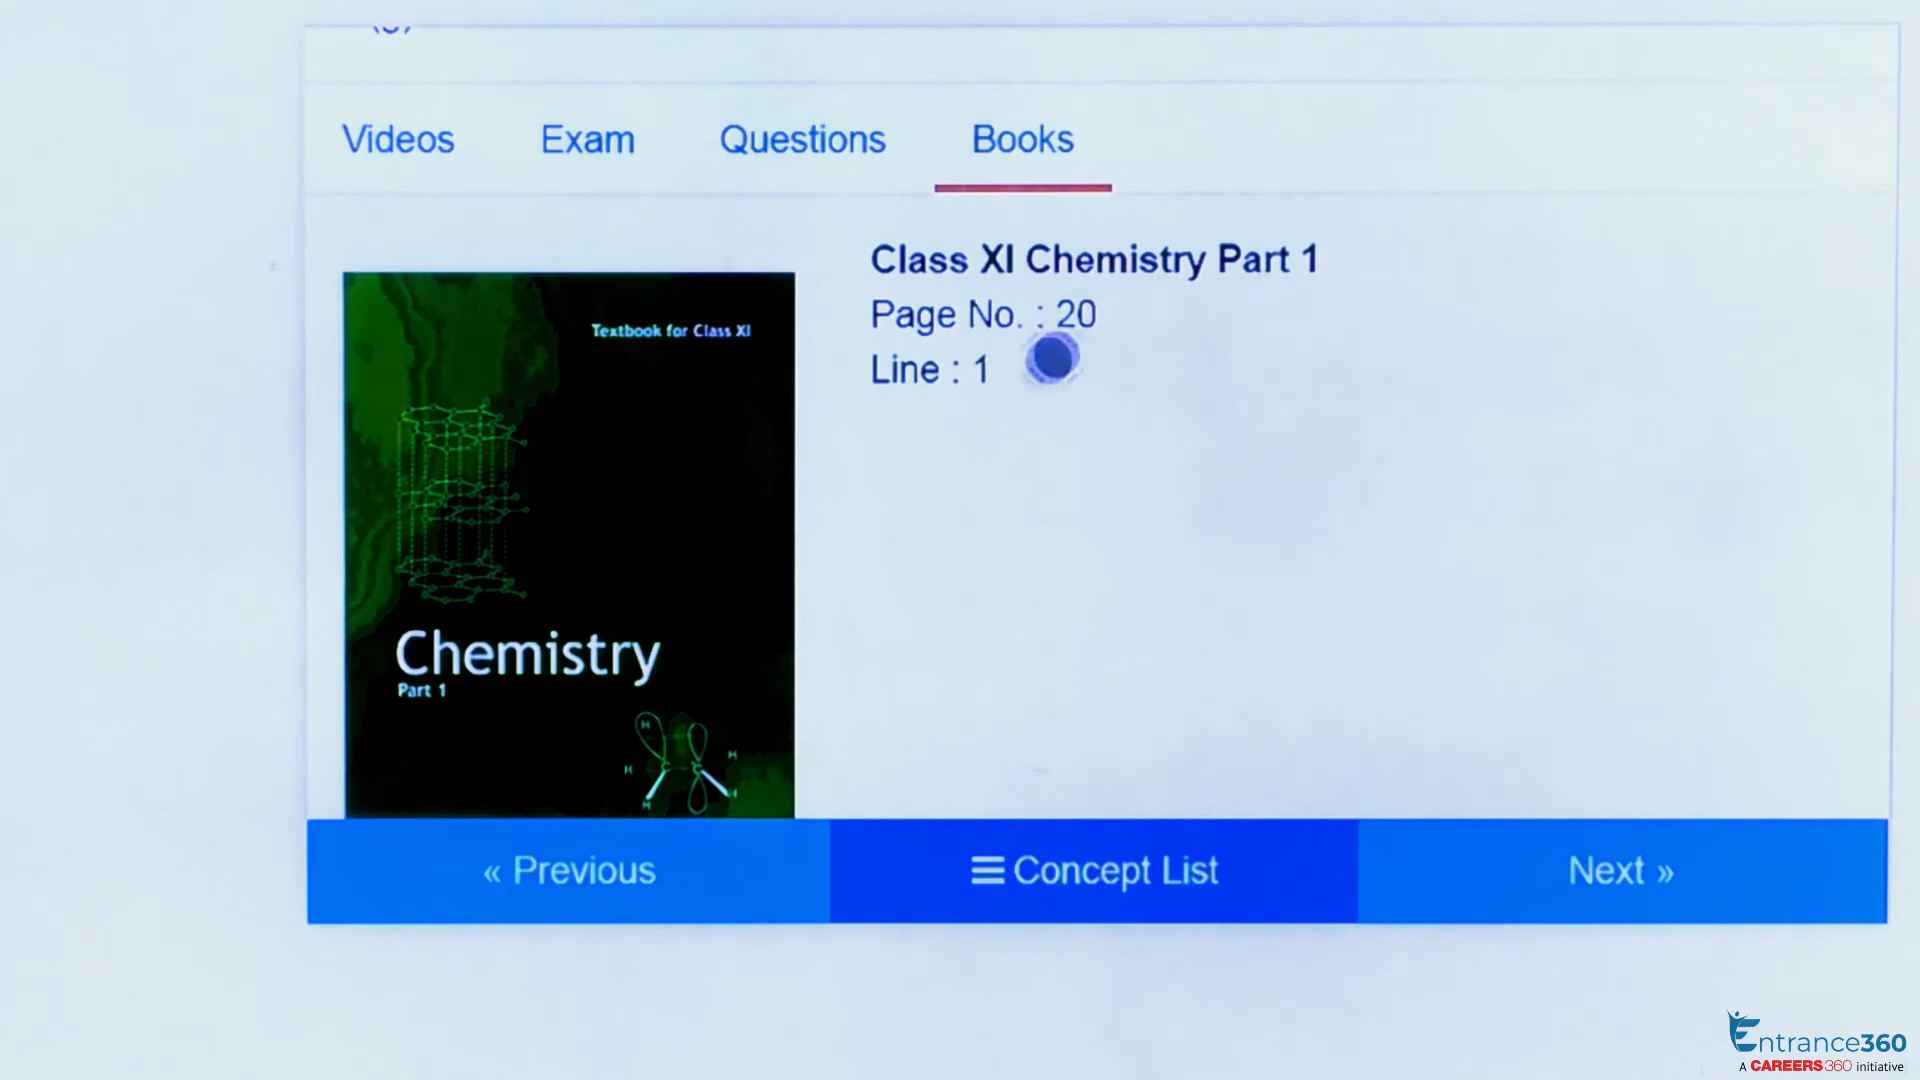 Videos Exam Questions Books
Class XI Chemistry Part 1
Page No. : 20
Line : 1
Textbook for Class XI
Chemistry
Part 1
H
H H
C C
H H
« Previous Concept List Next »
Entrance360
A CAREERS360 initiative